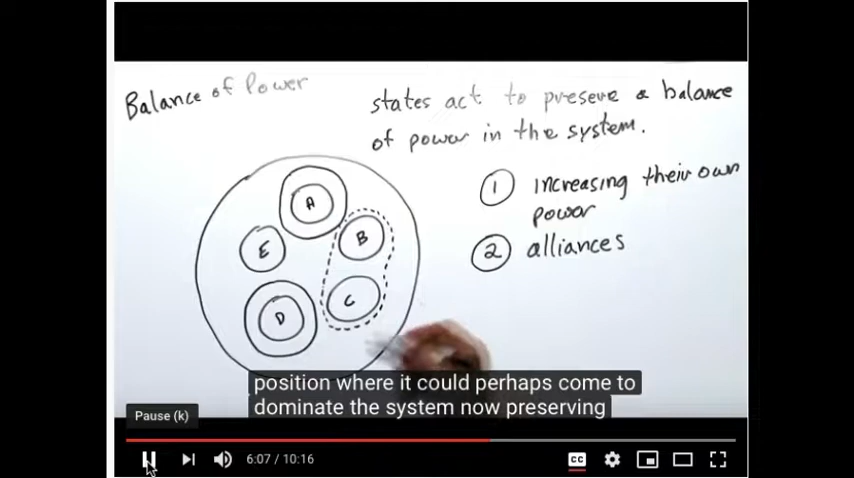 Balance of Power
states act to preseve a balance
of power in the system.
1 increasing their own
power
2 alliances
A
B
E
C
D
position where it could perhaps come to
dominate the system now preserving
Pause (k)
6:07 / 10:16
CC